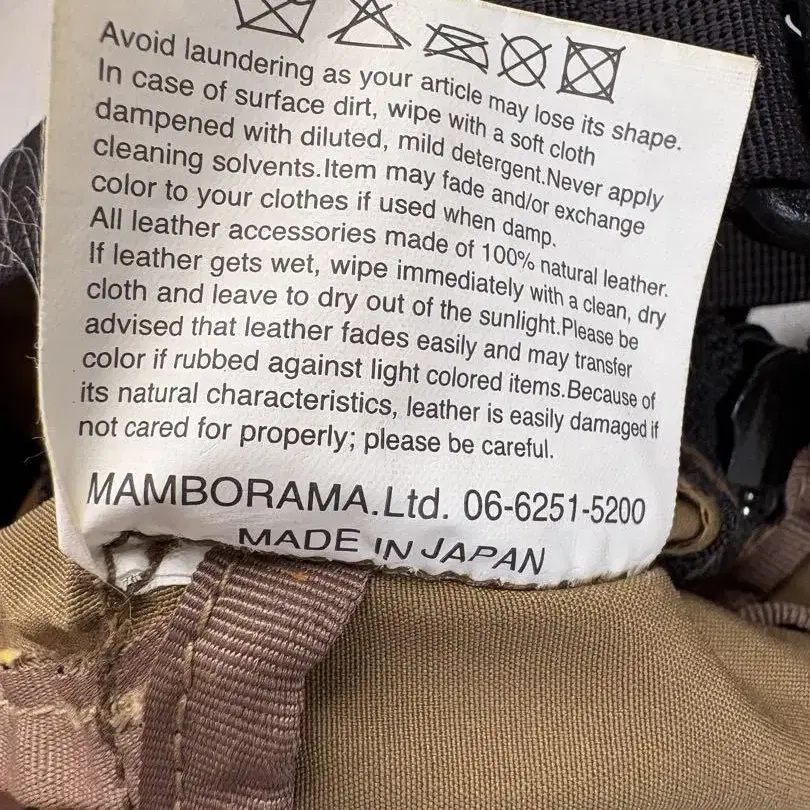 Avoid laundering as your article may lose its shape.
In case of surface dirt, wipe with a soft cloth
dampened with diluted, mild detergent.Never apply
cleaning solvents.Item may fade and/or exchange
color to your clothes if used when damp.
All leather accessories made of 100% natural leather.
If leather gets wet, wipe immediately with a clean, dry
cloth and leave to dry out of the sunlight.Please be
advised that leather fades easily and may transfer
color if rubbed against light colored items.Because of
its natural characteristics, leather is easily damaged if
not cared for properly; please be careful.
MAMBORAMA.Ltd. 06-6251-5200
MADE IN JAPAN